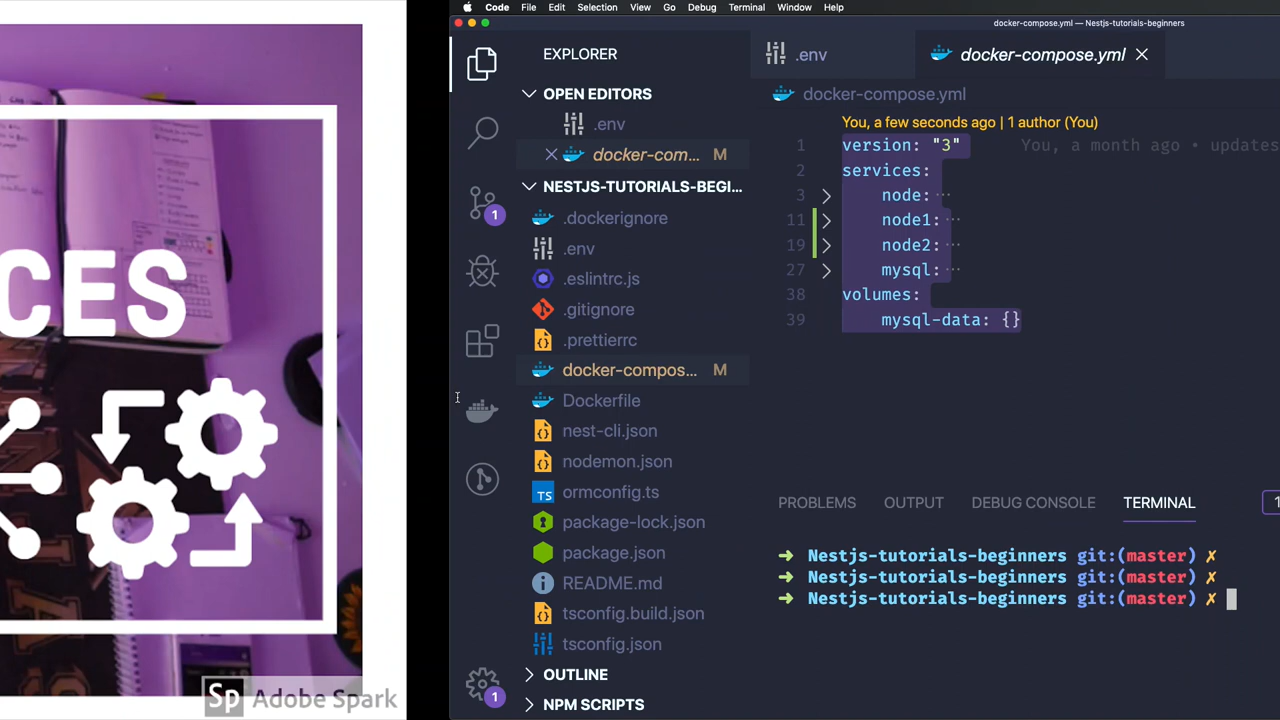 CES
Sp Adobe Spark
Code File Edit Selection View Go Debug Terminal Window Help
docker-compose.yml — Nestjs-tutorials-beginners
EXPLORER
OPEN EDITORS
.env
docker-com... M
NESTJS-TUTORIALS-BEGI...
.dockerignore
.env
.eslintrc.js
.gitignore
.prettierrc
docker-compos... M
Dockerfile
nest-cli.json
nodemon.json
TS ormconfig.ts
package-lock.json
package.json
README.md
tsconfig.build.json
tsconfig.json
OUTLINE
NPM SCRIPTS
1
1
.env
docker-compose.yml
docker-compose.yml
You, a few seconds ago | 1 author (You)
1 version: "3" You, a month ago • updates
2 services:
3 node: ...
11 node1: ...
19 node2: ...
27 mysql: ...
38 volumes:
39 mysql-data: {}
PROBLEMS OUTPUT DEBUG CONSOLE TERMINAL 1
➜ Nestjs-tutorials-beginners git:(master) ✗
➜ Nestjs-tutorials-beginners git:(master) ✗
➜ Nestjs-tutorials-beginners git:(master) ✗